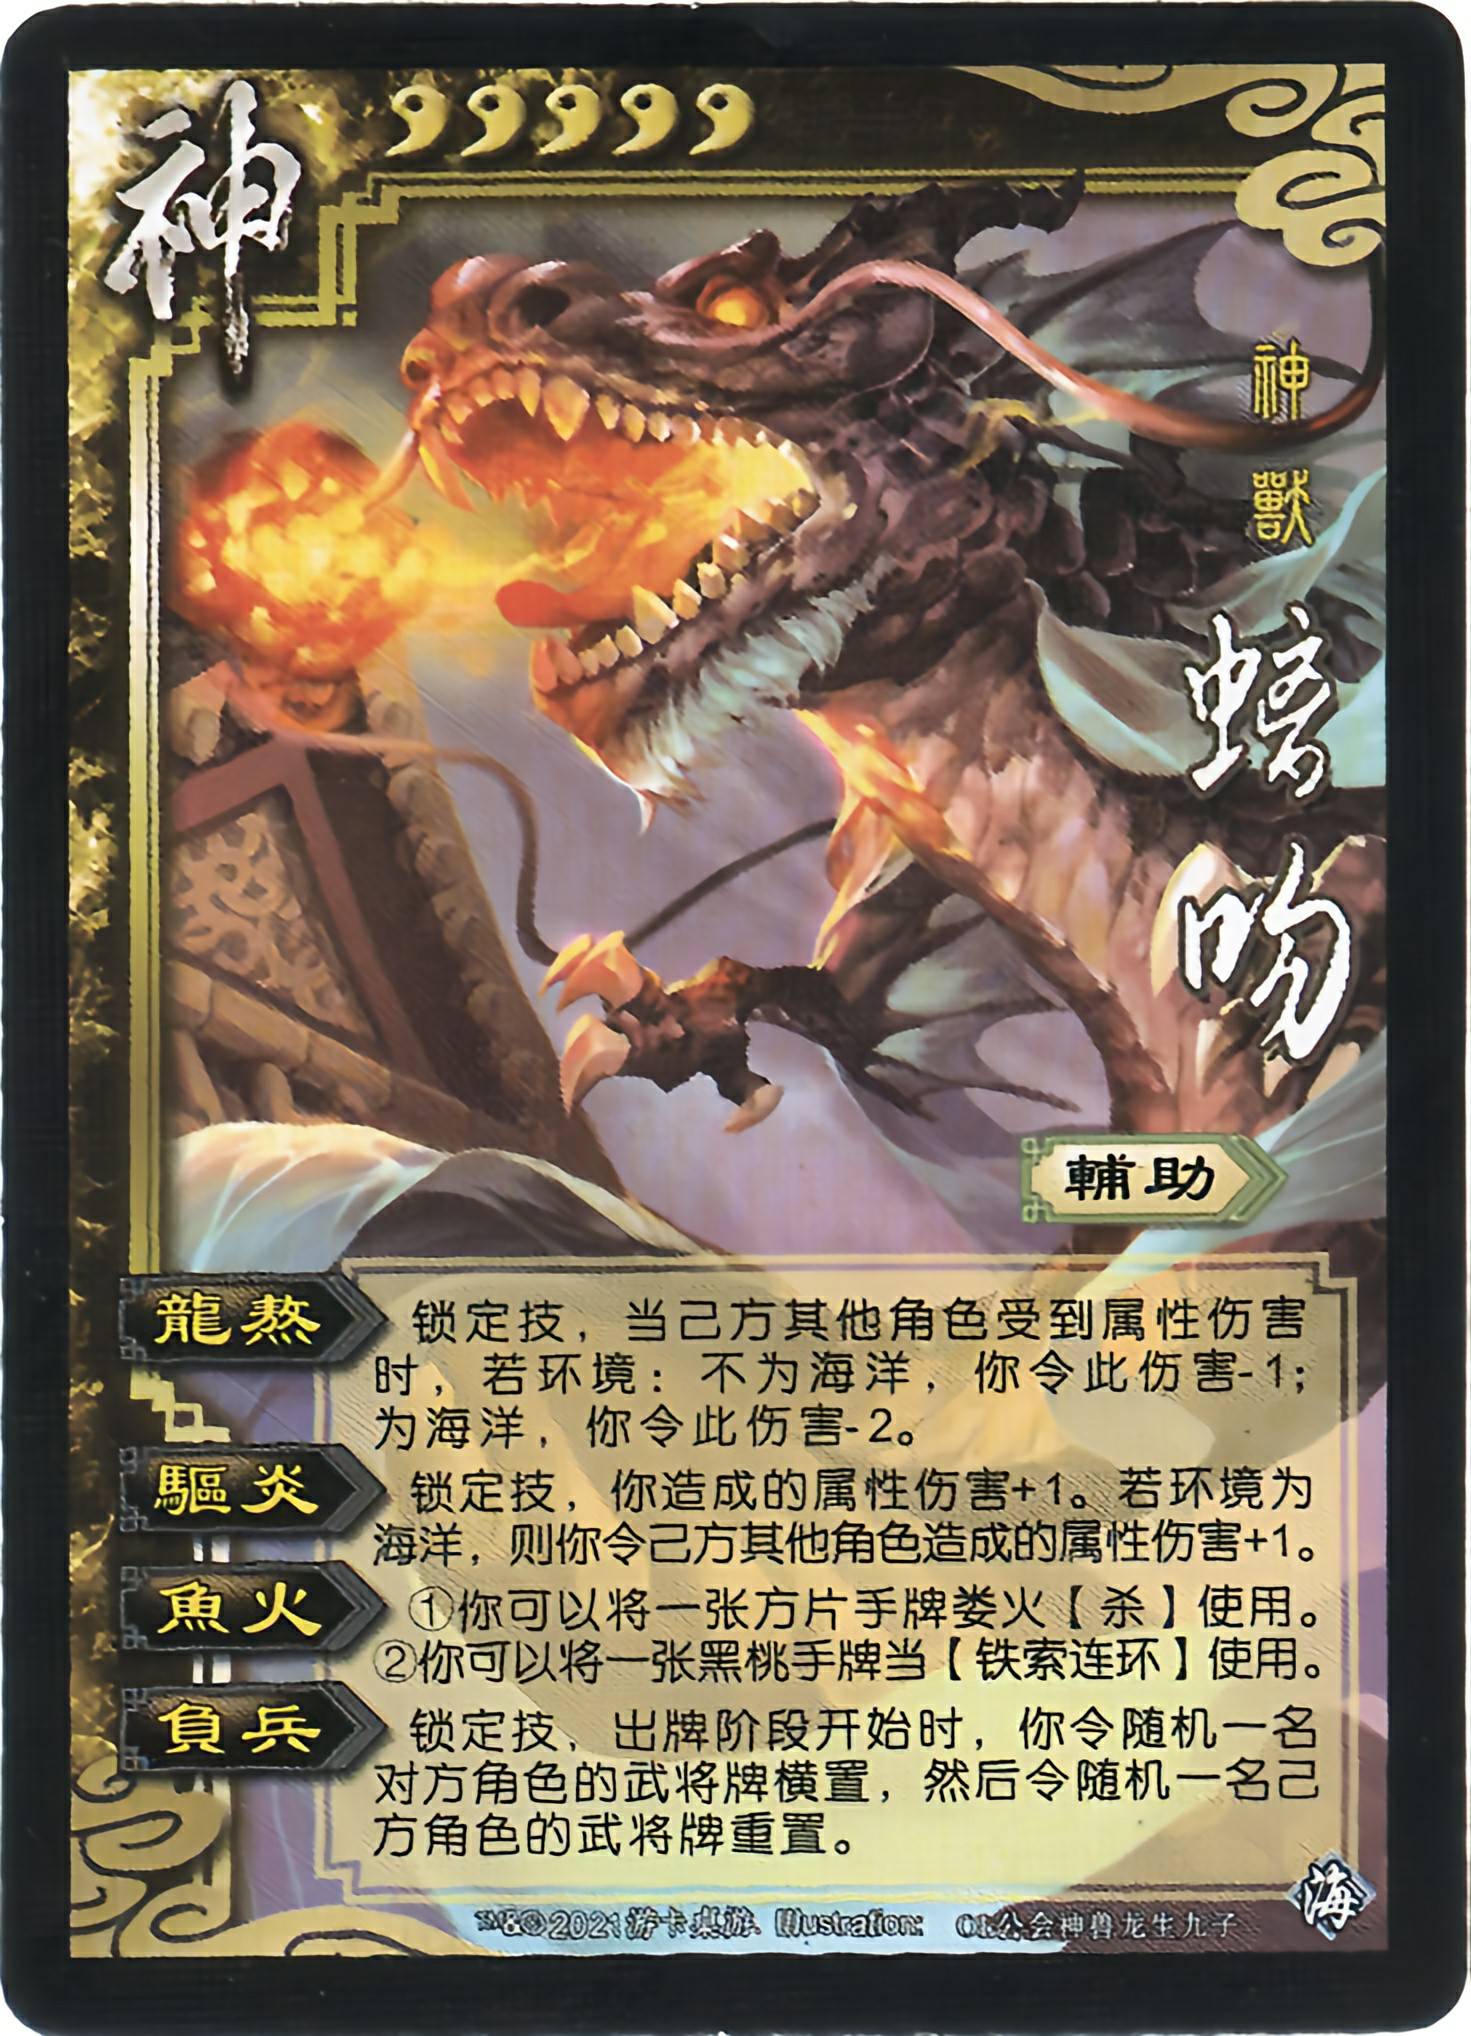 神
神獸
螭吻
輔助
龍熬
锁定技，当己方其他角色受到属性伤害
时，若环境：不为海洋，你令此伤害-1；
为海洋，你令此伤害-2。
驅炎
锁定技，你造成的属性伤害+1。若环境为
海洋，则你令己方其他角色造成的属性伤害+1。
魚火
①你可以将一张方片手牌娄火【杀】使用。
②你可以将一张黑桃手牌当【铁索连环】使用。
負兵
锁定技，出牌阶段开始时，你令随机一名
对方角色的武将牌横置，然后令随机一名己
方角色的武将牌重置。
海
™&©2021游卡桌游. Illustration: OL公会神兽龙生九子